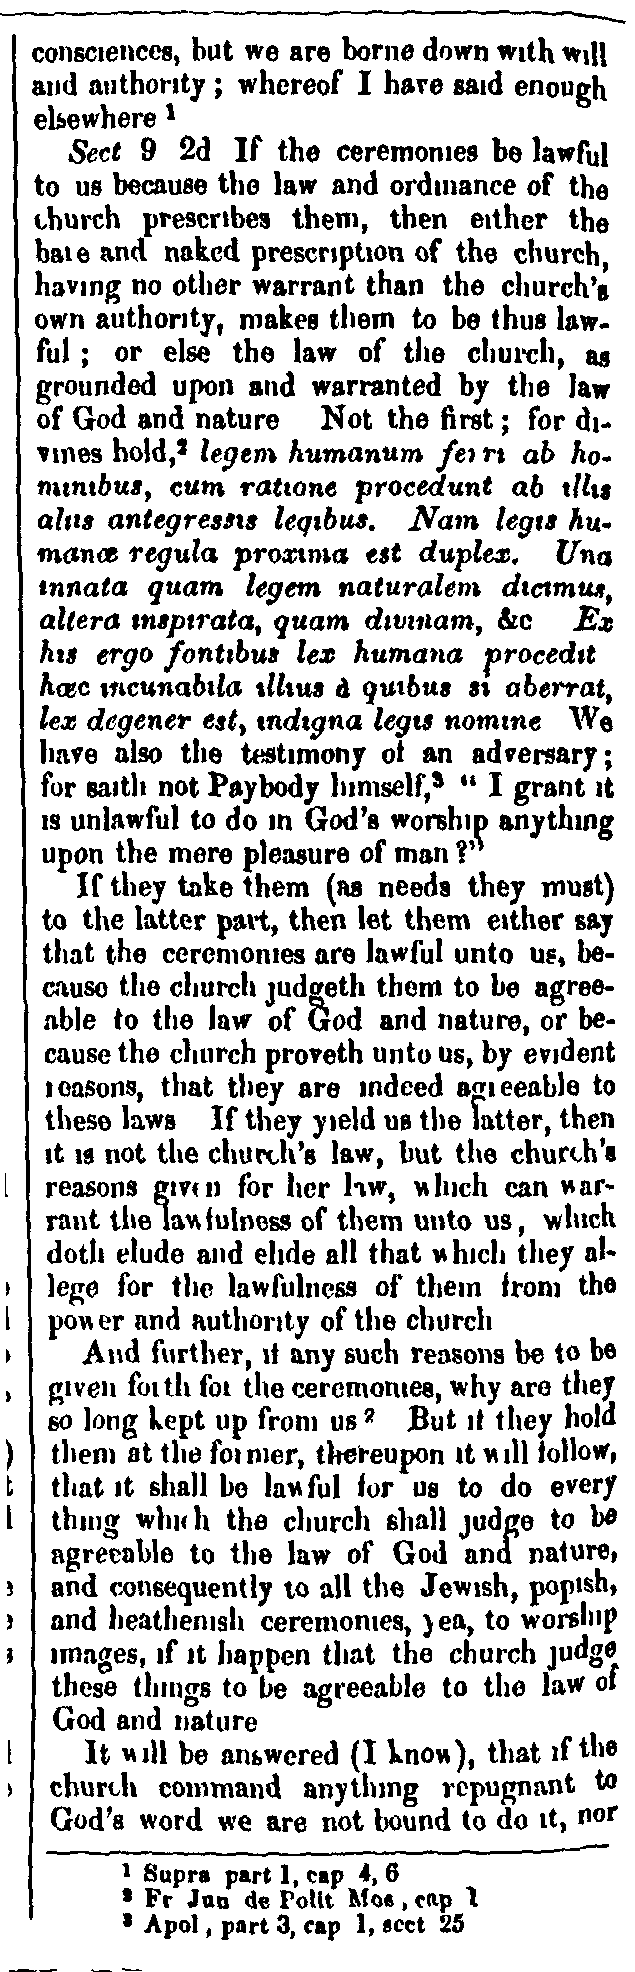 consciences, but we are borne down with will
and authority; whereof I have said enough
elsewhere ¹
Sect 9 2d If the ceremonies be lawful
to us because the law and ordinance of the
church prescribes them, then either the
bare and naked prescription of the church,
having no other warrant than the church's
own authority, makes them to be thus law-
ful; or else the law of the church, as
grounded upon and warranted by the law
of God and nature Not the first; for di-
vines hold,² legem humanum ferri ab ho-
minibus, cum ratione procedunt ab illis
aliis antegressis legibus. Nam legis hu-
manæ regula proxima est duplex. Una
innata quam legem naturalem dicimus,
altera inspirata, quam divinam, &c Ex
his ergo fontibus lex humana procedit
hæc incunabila illius à quibus si aberrat,
lex degener est, indigna legis nomine We
have also the testimony of an adversary;
for saith not Paybody himself,³ "I grant it
is unlawful to do in God's worship anything
upon the mere pleasure of man?"
If they take them (as needs they must)
to the latter part, then let them either say
that the ceremonies are lawful unto us, be-
cause the church judgeth them to be agree-
able to the law of God and nature, or be-
cause the church proveth unto us, by evident
reasons, that they are indeed agreeable to
these laws If they yield us the latter, then
it is not the church's law, but the church's
reasons given for her law, which can war-
rant the lawfulness of them unto us, which
doth elude and elide all that which they al-
lege for the lawfulness of them from the
power and authority of the church
And further, if any such reasons be to be
given forth for the ceremonies, why are they
so long kept up from us? But if they hold
them at the former, thereupon it will follow,
that it shall be lawful for us to do every
thing which the church shall judge to be
agreeable to the law of God and nature,
and consequently to all the Jewish, popish,
and heathenish ceremonies, yea, to worship
images, if it happen that the church judge
these things to be agreeable to the law of
God and nature
It will be answered (I know), that if the
church command anything repugnant to
God's word we are not bound to do it, nor
¹ Supra part 1, cap 4, 6
² Fr Jun de Polit Mos, cap 1
³ Apol, part 3, cap 1, sect 25